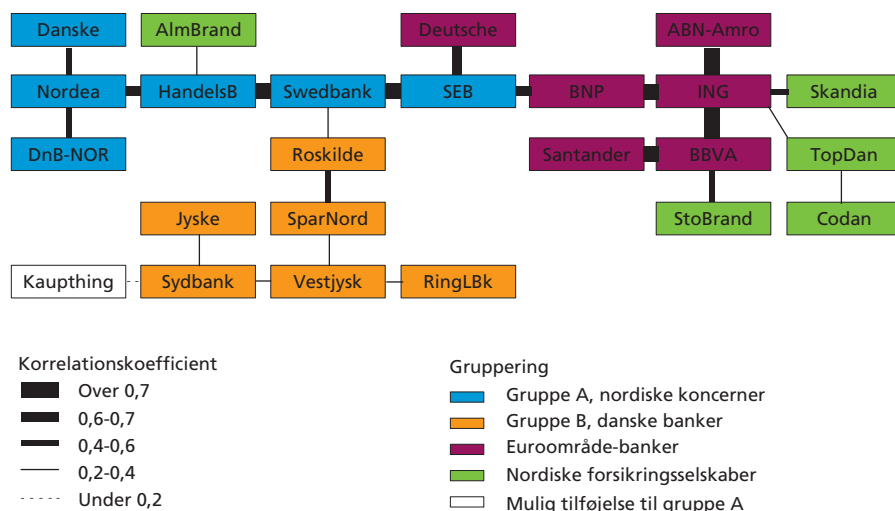 Danske
AlmBrand
Deutsche
ABN-Amro
Nordea
HandelsB
Swedbank
SEB
BNP
ING
Skandia
DnB-NOR
Roskilde
Santander
BBVA
TopDan
Jyske
SparNord
StoBrand
Codan
Kaupthing
Sydbank
Vestjysk
RingLBk
Korrelationskoefficient
Over 0,7
0,6-0,7
0,4-0,6
0,2-0,4
Under 0,2
Gruppering
Gruppe A, nordiske koncerner
Gruppe B, danske banker
Euroområde-banker
Nordiske forsikringsselskaber
Mulig tilføjelse til gruppe A